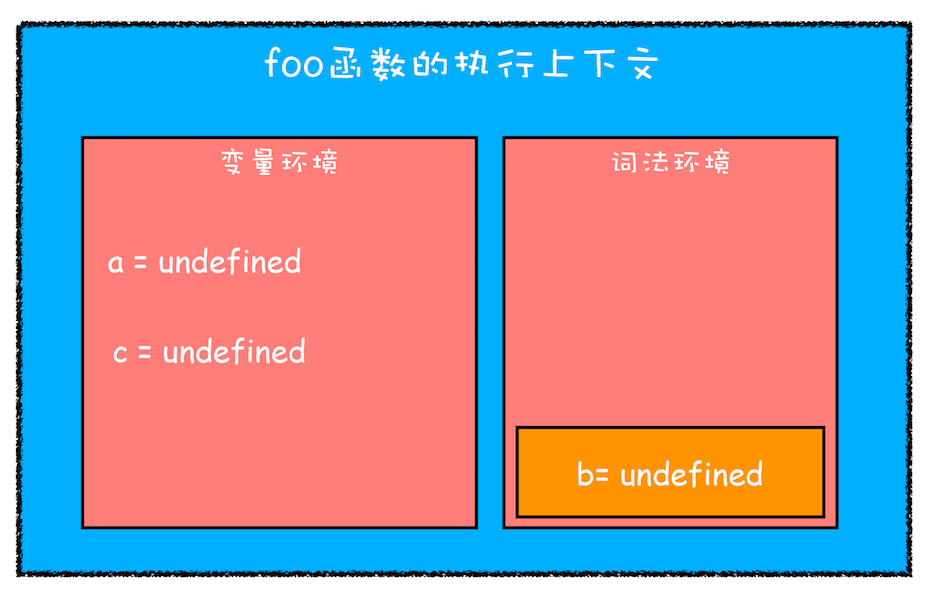 foo函数的执行上下文
变量环境
a = undefined
c = undefined
词法环境
b= undefined